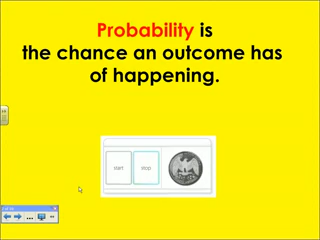 Probability is
the chance an outcome has
of happening.
start
stop